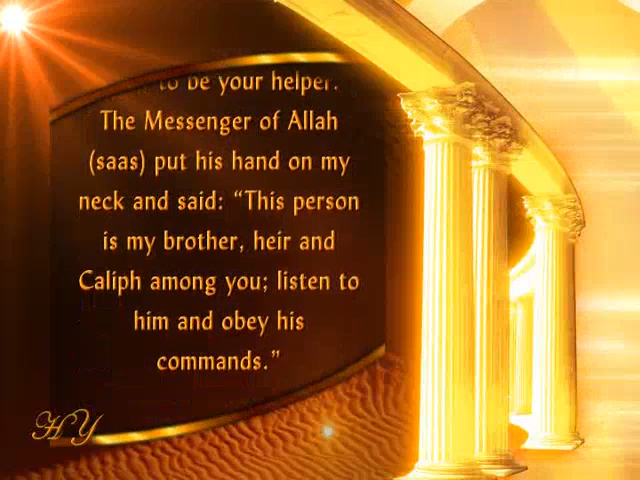 to be your helper.
The Messenger of Allah
(saas) put his hand on my
neck and said: “This person
is my brother, heir and
Caliph among you; listen to
him and obey his
commands.”
HY